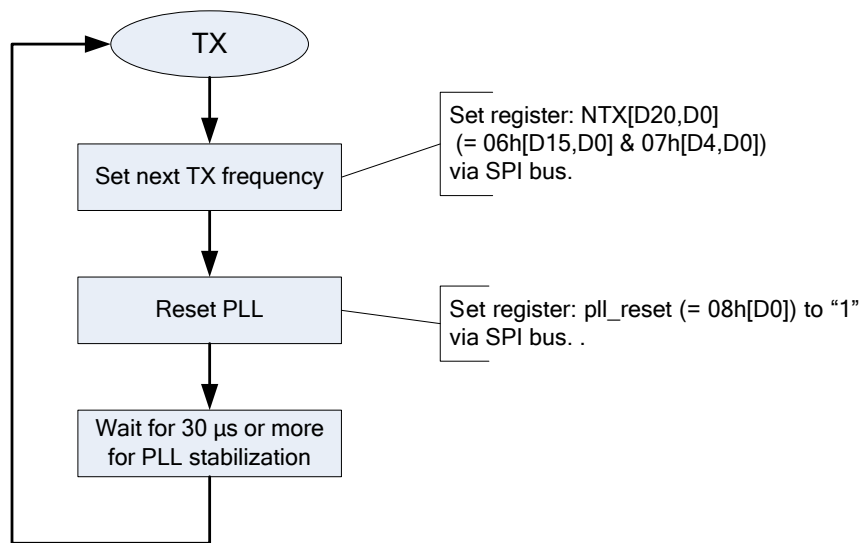 TX
Set next TX frequency
Set register: NTX[D20,D0]
(= 06h[D15,D0] & 07h[D4,D0])
via SPI bus.
Reset PLL
Set register: pll_reset (= 08h[D0]) to “1”
via SPI bus. .
Wait for 30 µs or more
for PLL stabilization